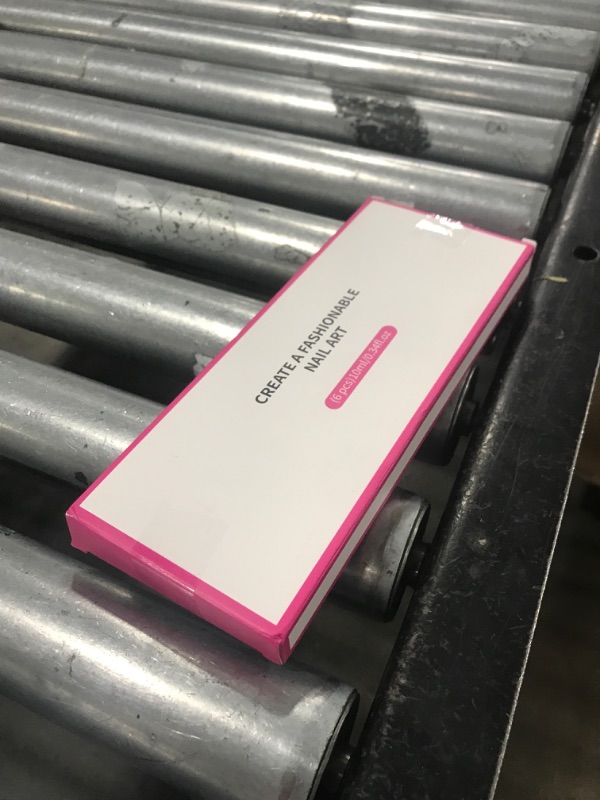 CREATE A FASHIONABLE
NAIL ART
(6 pcs)10ml/0.34fl.oz